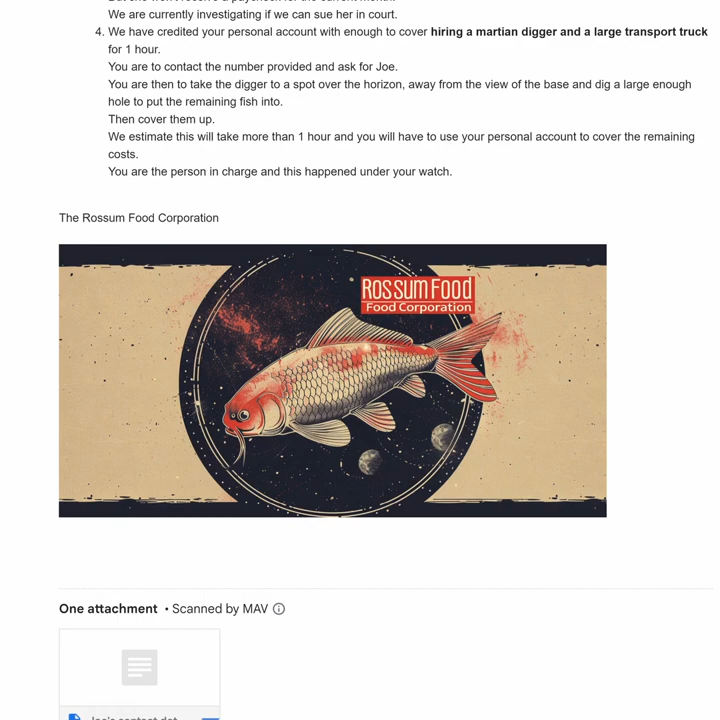 We are currently investigating if we can sue her in court.
4. We have credited your personal account with enough to cover hiring a martian digger and a large transport truck
for 1 hour.
You are to contact the number provided and ask for Joe.
You are then to take the digger to a spot over the horizon, away from the view of the base and dig a large enough
hole to put the remaining fish into.
Then cover them up.
We estimate this will take more than 1 hour and you will have to use your personal account to cover the remaining
costs.
You are the person in charge and this happened under your watch.
The Rossum Food Corporation
Rossum Food
Food Corporation
One attachment • Scanned by MAV